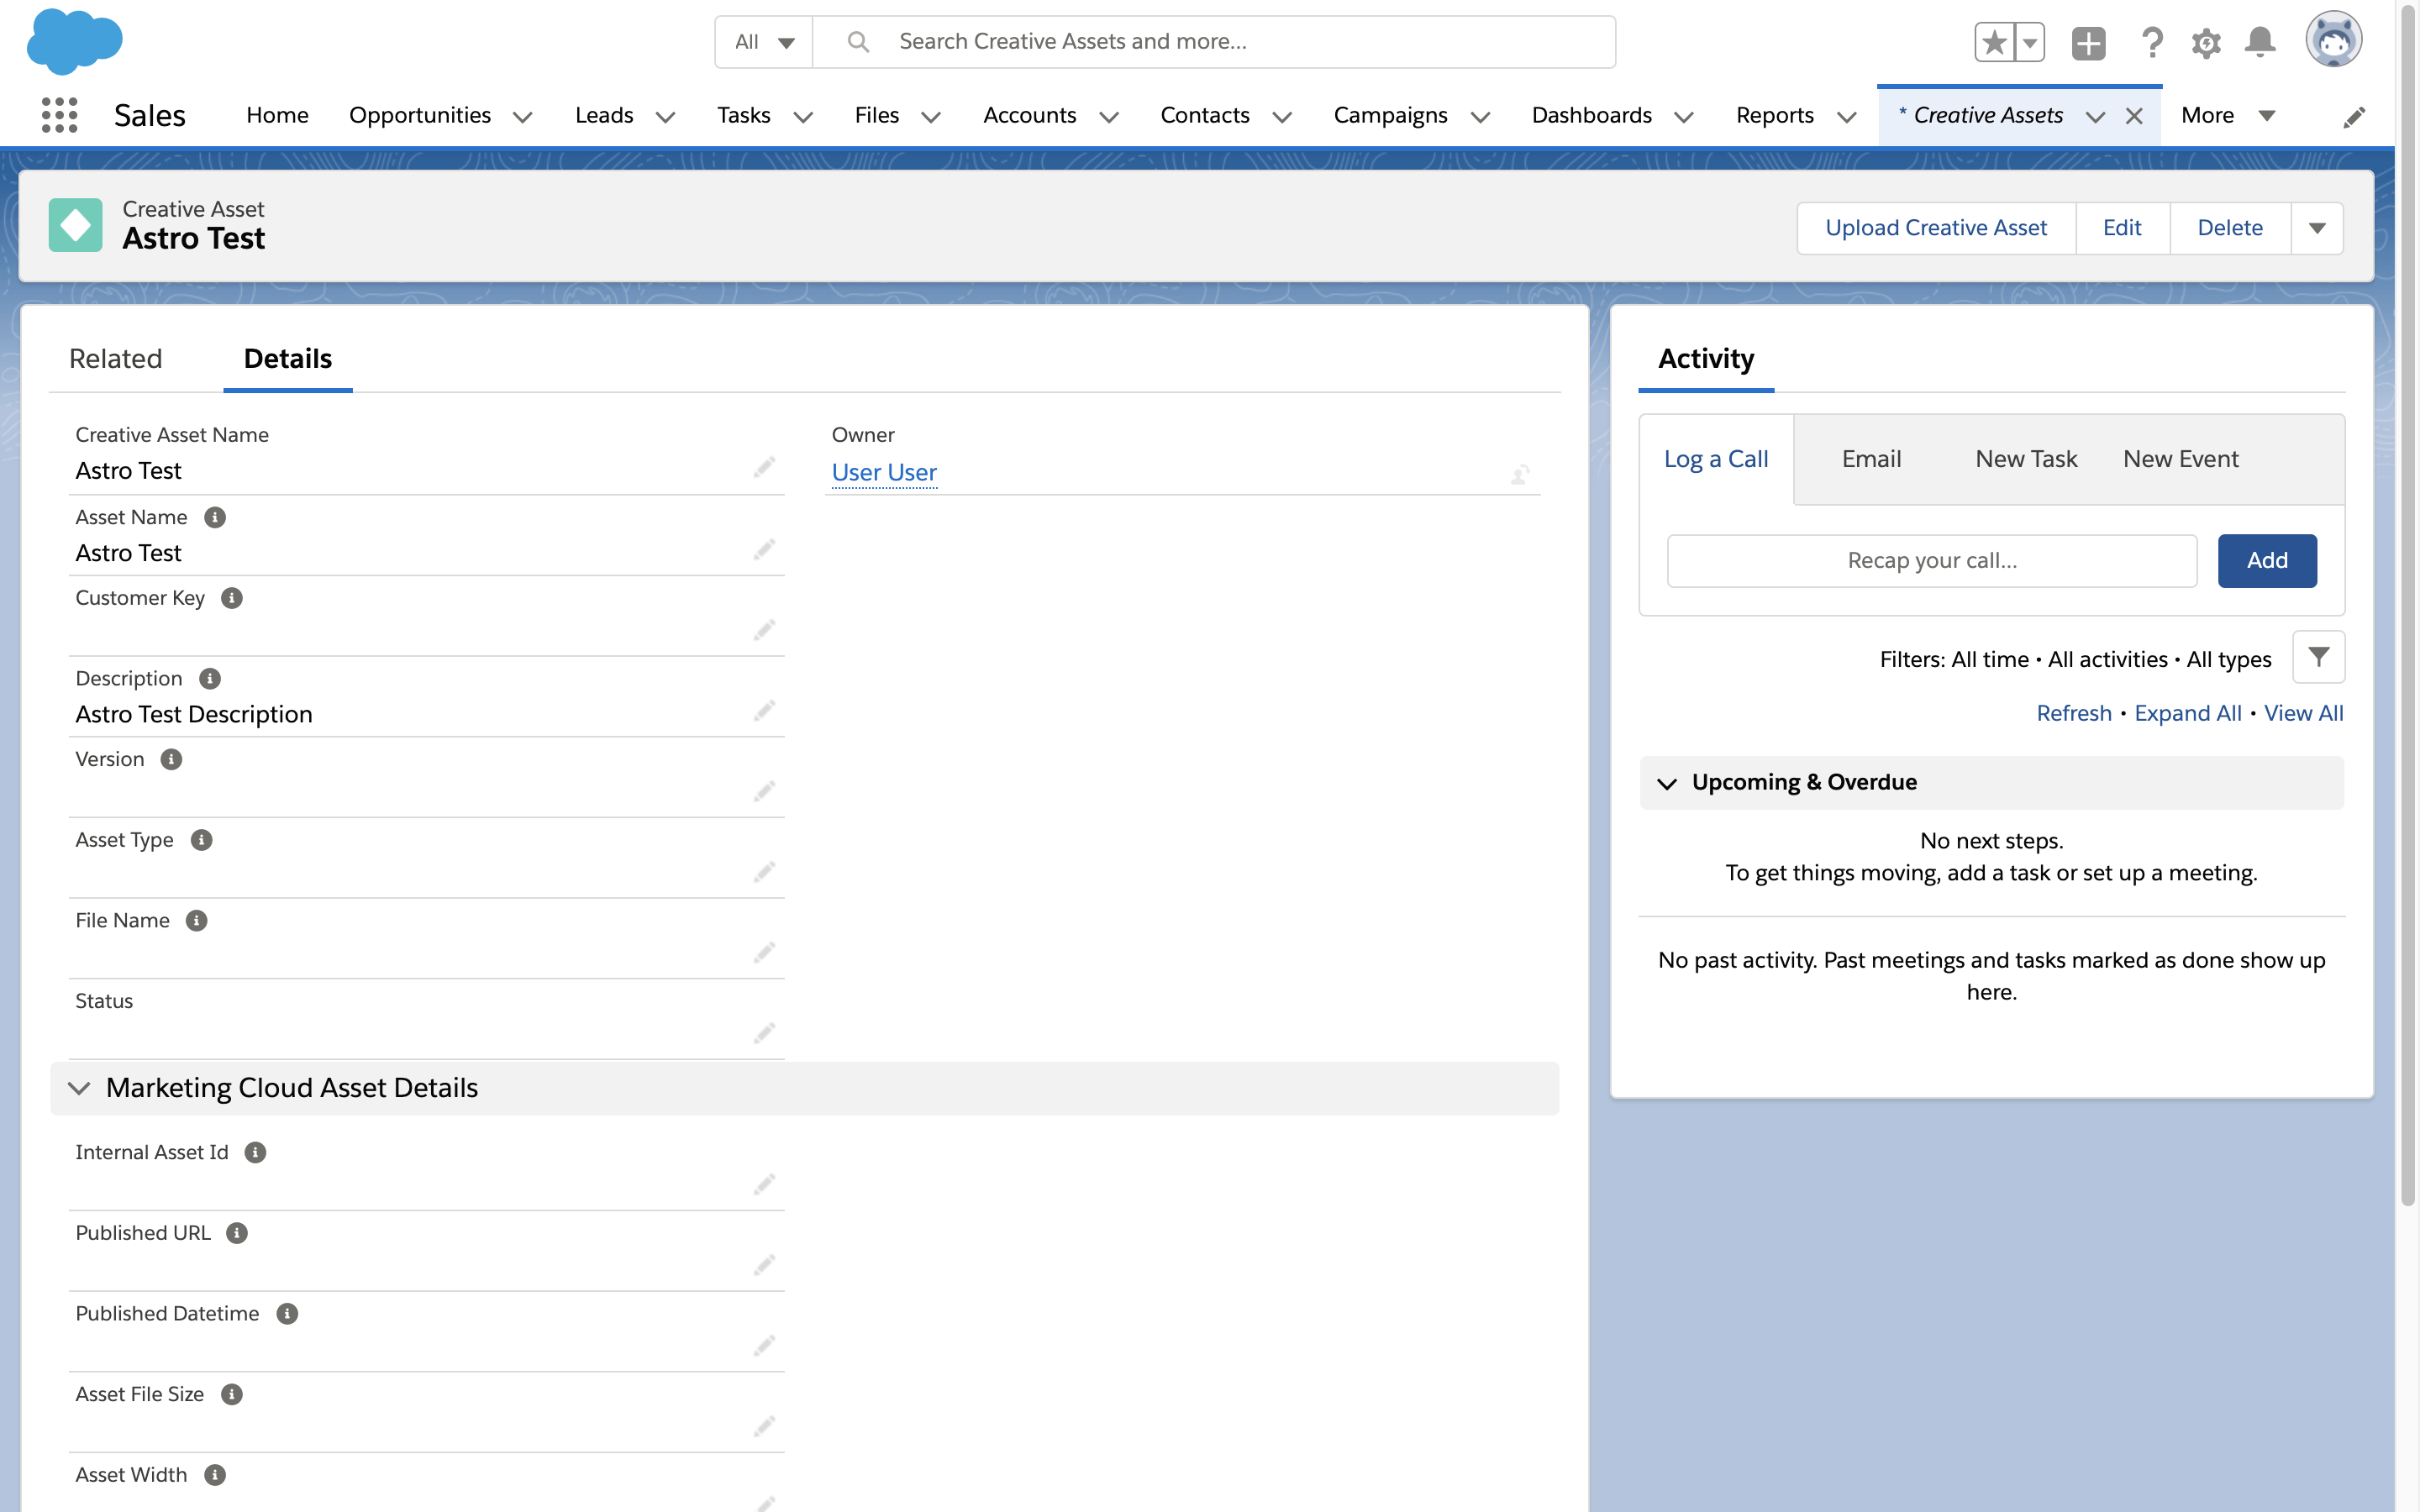 All
Search Creative Assets and more...
Sales
Home
Opportunities
Leads
Tasks
Files
Accounts
Contacts
Campaigns
Dashboards
Reports
* Creative Assets
More
Creative Asset
Astro Test
Upload Creative Asset
Edit
Delete
Related
Details
Creative Asset Name
Astro Test
Owner
User User
Asset Name
Astro Test
Customer Key
Description
Astro Test Description
Version
Asset Type
File Name
Status
Marketing Cloud Asset Details
Internal Asset Id
Published URL
Published Datetime
Asset File Size
Asset Width
Activity
Log a Call
Email
New Task
New Event
Recap your call...
Add
Filters: All time • All activities • All types
Refresh • Expand All • View All
Upcoming & Overdue
No next steps.
To get things moving, add a task or set up a meeting.
No past activity. Past meetings and tasks marked as done show up
here.